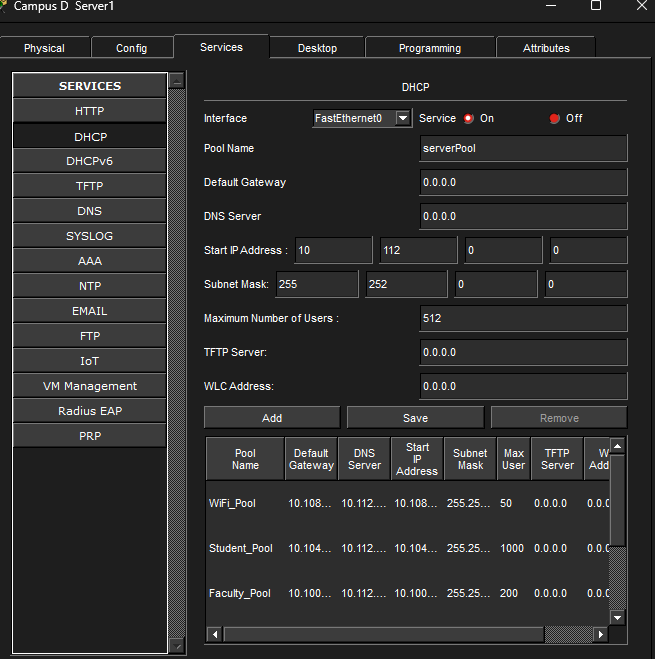 Campus D Server1
Physical Config Services Desktop Programming Attributes
SERVICES
HTTP
DHCP
DHCPv6
TFTP
DNS
SYSLOG
AAA
NTP
EMAIL
FTP
IoT
VM Management
Radius EAP
PRP
DHCP
Interface FastEthernet0 Service On Off
Pool Name serverPool
Default Gateway 0.0.0.0
DNS Server 0.0.0.0
Start IP Address : 10 112 0 0
Subnet Mask: 255 252 0 0
Maximum Number of Users : 512
TFTP Server: 0.0.0.0
WLC Address: 0.0.0.0
Add Save Remove
Pool Name Default Gateway DNS Server Start IP Address Subnet Mask Max User TFTP Server W Add
WiFi_Pool 10.108... 10.112.... 10.108... 255.25... 50 0.0.0.0 0.0.0
Student_Pool 10.104... 10.112.... 10.104... 255.25... 1000 0.0.0.0 0.0.0
Faculty_Pool 10.100... 10.112.... 10.100... 255.25... 200 0.0.0.0 0.0.0